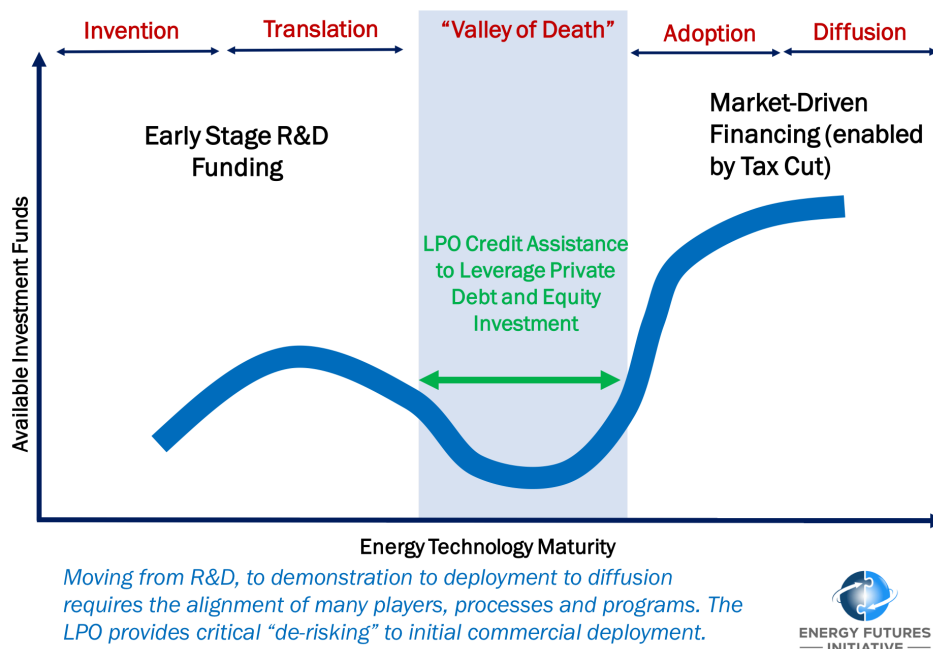 Invention
Translation
"Valley of Death"
Adoption
Diffusion
Early Stage R&D
Funding
Market-Driven
Financing (enabled
by Tax Cut)
LPO Credit Assistance
to Leverage Private
Debt and Equity
Investment
Available Investment Funds
Energy Technology Maturity
Moving from R&D, to demonstration to deployment to diffusion
requires the alignment of many players, processes and programs. The
LPO provides critical "de-risking" to initial commercial deployment.
ENERGY FUTURES
INITIATIVE